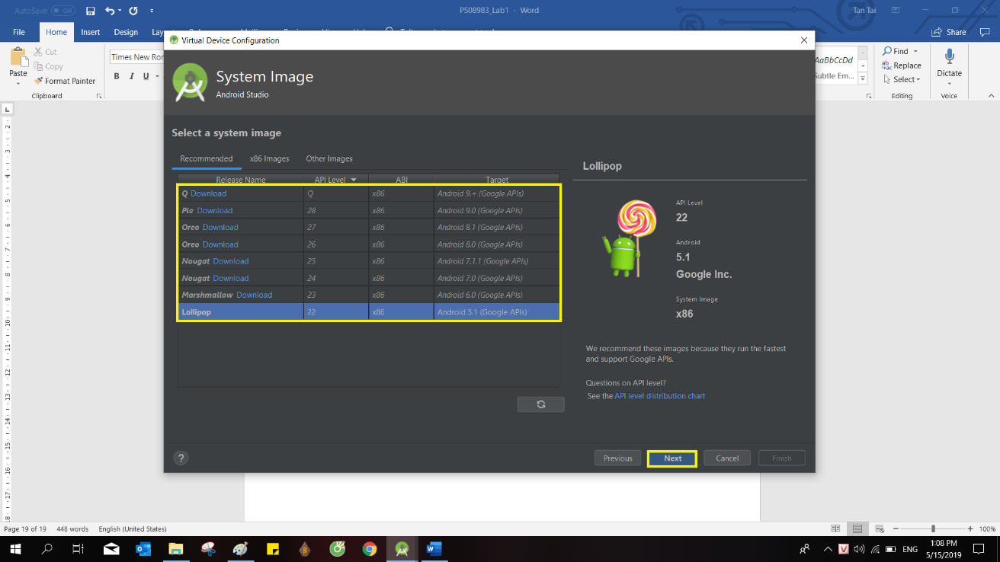 AutoSave Off
PS08983_Lab1 - Word
Tan Tai
File Home Insert Design
Share
Virtual Device Configuration
Paste
Cut
Copy
Format Painter
Clipboard
Times New
B I U
System Image
Android Studio
AaBbCcDd
Subtle Em...
Find
Replace
Select
Editing
Dictate
Voice
Select a system image
Recommended x86 Images Other Images
Release Name API Level ABI Target
Q Download Q x86 Android 9.+ (Google APIs)
Pie Download 28 x86 Android 9.0 (Google APIs)
Oreo Download 27 x86 Android 8.1 (Google APIs)
Oreo Download 26 x86 Android 8.0 (Google APIs)
Nougat Download 25 x86 Android 7.1.1 (Google APIs)
Nougat Download 24 x86 Android 7.0 (Google APIs)
Marshmallow Download 23 x86 Android 6.0 (Google APIs)
Lollipop 22 x86 Android 5.1 (Google APIs)
Lollipop
API Level
22
Android
5.1
Google Inc.
System Image
x86
We recommend these images because they run the fastest
and support Google APIs.
Questions on API level?
See the API level distribution chart
?
Previous Next Cancel Finish
Page 19 of 19 448 words English (United States)
100%
ENG
1:08 PM
5/15/2019